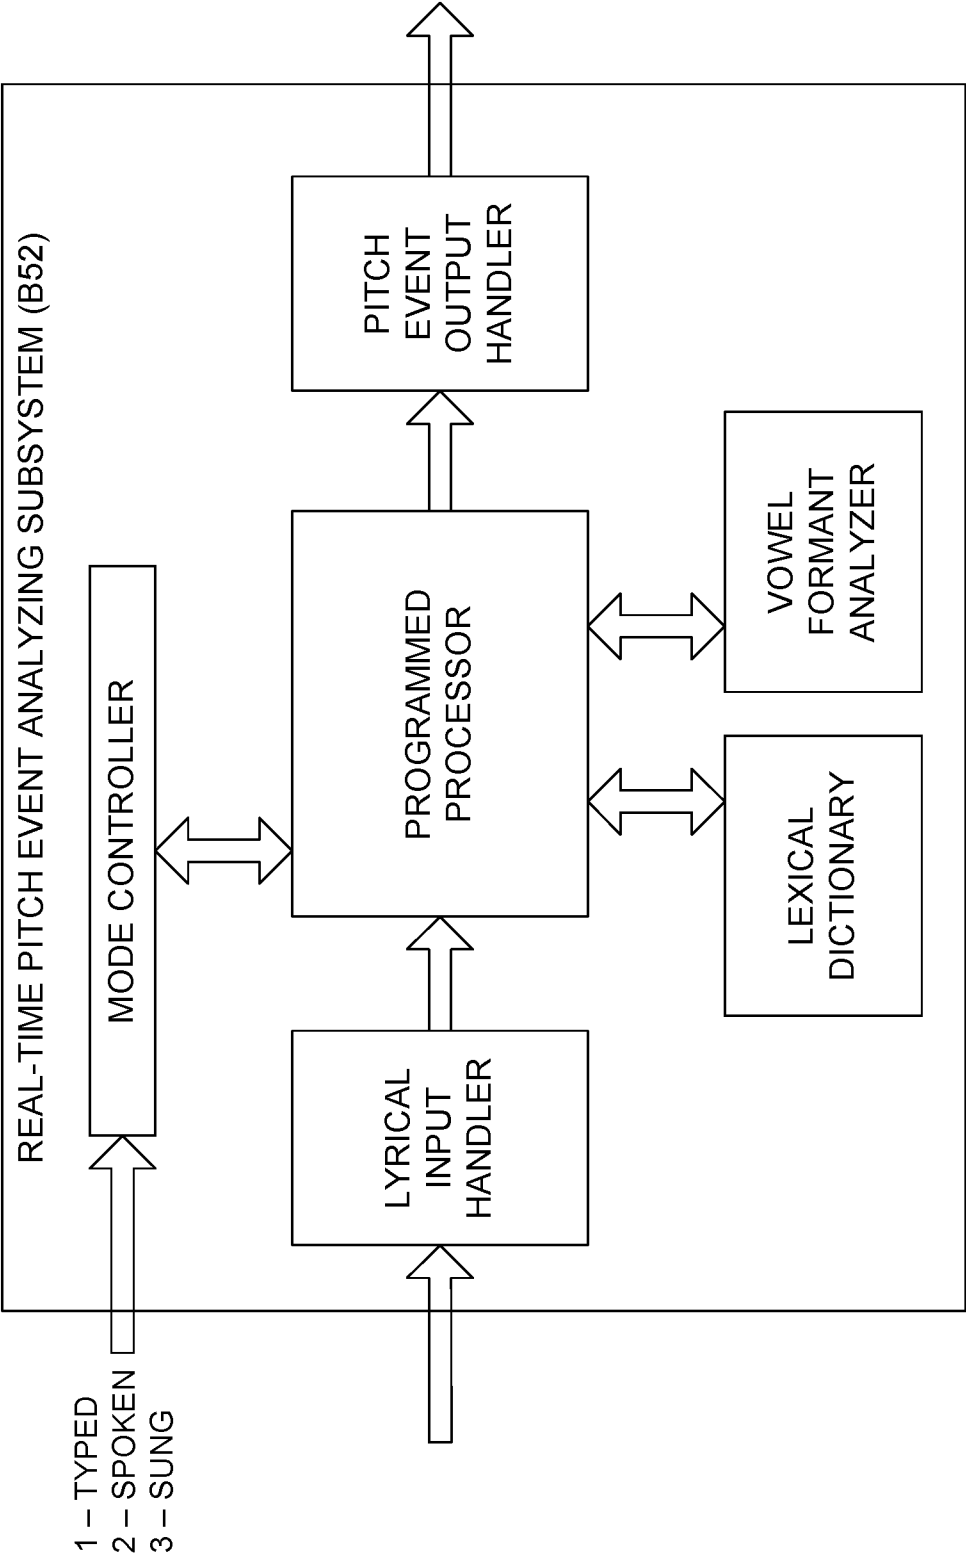 REAL-TIME PITCH EVENT ANALYZING SUBSYSTEM (B52)
1 – TYPED
2 – SPOKEN
3 – SUNG
MODE CONTROLLER
LYRICAL
INPUT
HANDLER
PROGRAMMED
PROCESSOR
PITCH
EVENT
OUTPUT
HANDLER
LEXICAL
DICTIONARY
VOWEL
FORMANT
ANALYZER